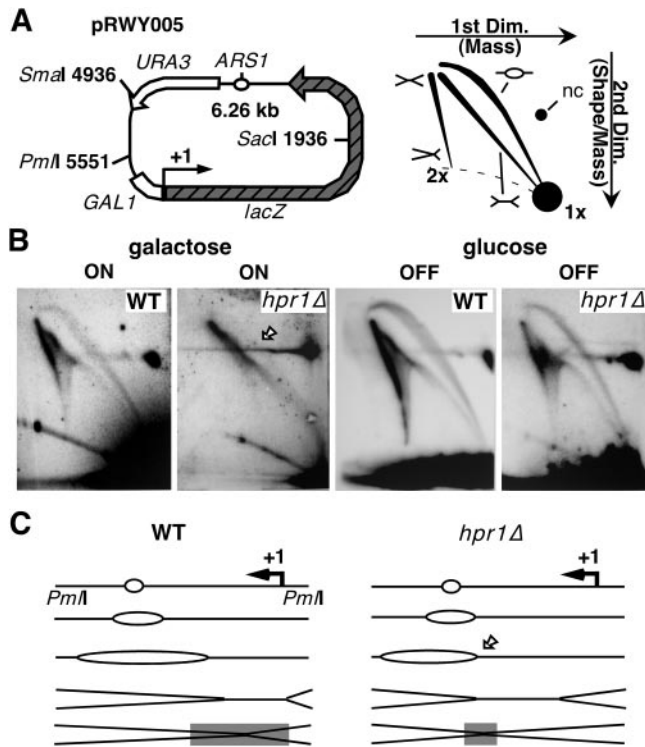 A
pRWY005
URA3 ARS1
SmaI 4936
6.26 kb
SacI 1936
PmlI 5551
+1
GAL1
lacZ
1st Dim.
(Mass)
nc
2nd Dim.
(Shape/Mass)
2x
1x
B
galactose glucose
ON ON OFF OFF
WT hpr1Δ WT hpr1Δ
C
WT hpr1Δ
+1 +1
PmlI PmlI